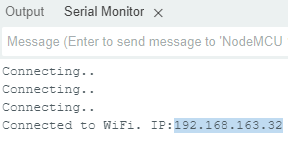 Output
Serial Monitor ×
Message (Enter to send message to 'NodeMCU
Connecting..
Connecting..
Connecting..
Connected to WiFi. IP:192.168.163.32